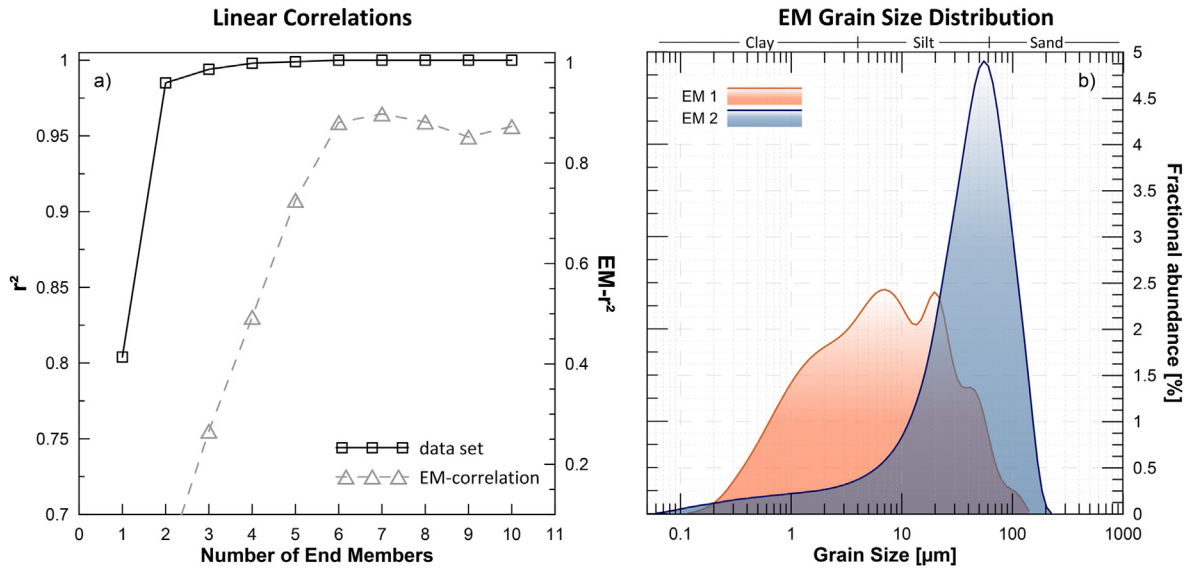 Linear Correlations
a)
1
0.95
0.9
0.85
0.8
0.75
0.7
r²
1
0.8
0.6
0.4
0.2
EM-r²
data set
EM-correlation
0 1 2 3 4 5 6 7 8 9 10 11
Number of End Members
EM Grain Size Distribution
Clay Silt Sand
b)
EM 1
EM 2
5
4.5
4
3.5
3
2.5
2
1.5
1
0.5
0
Fractional abundance [%]
0.1 1 10 100 1000
Grain Size [µm]